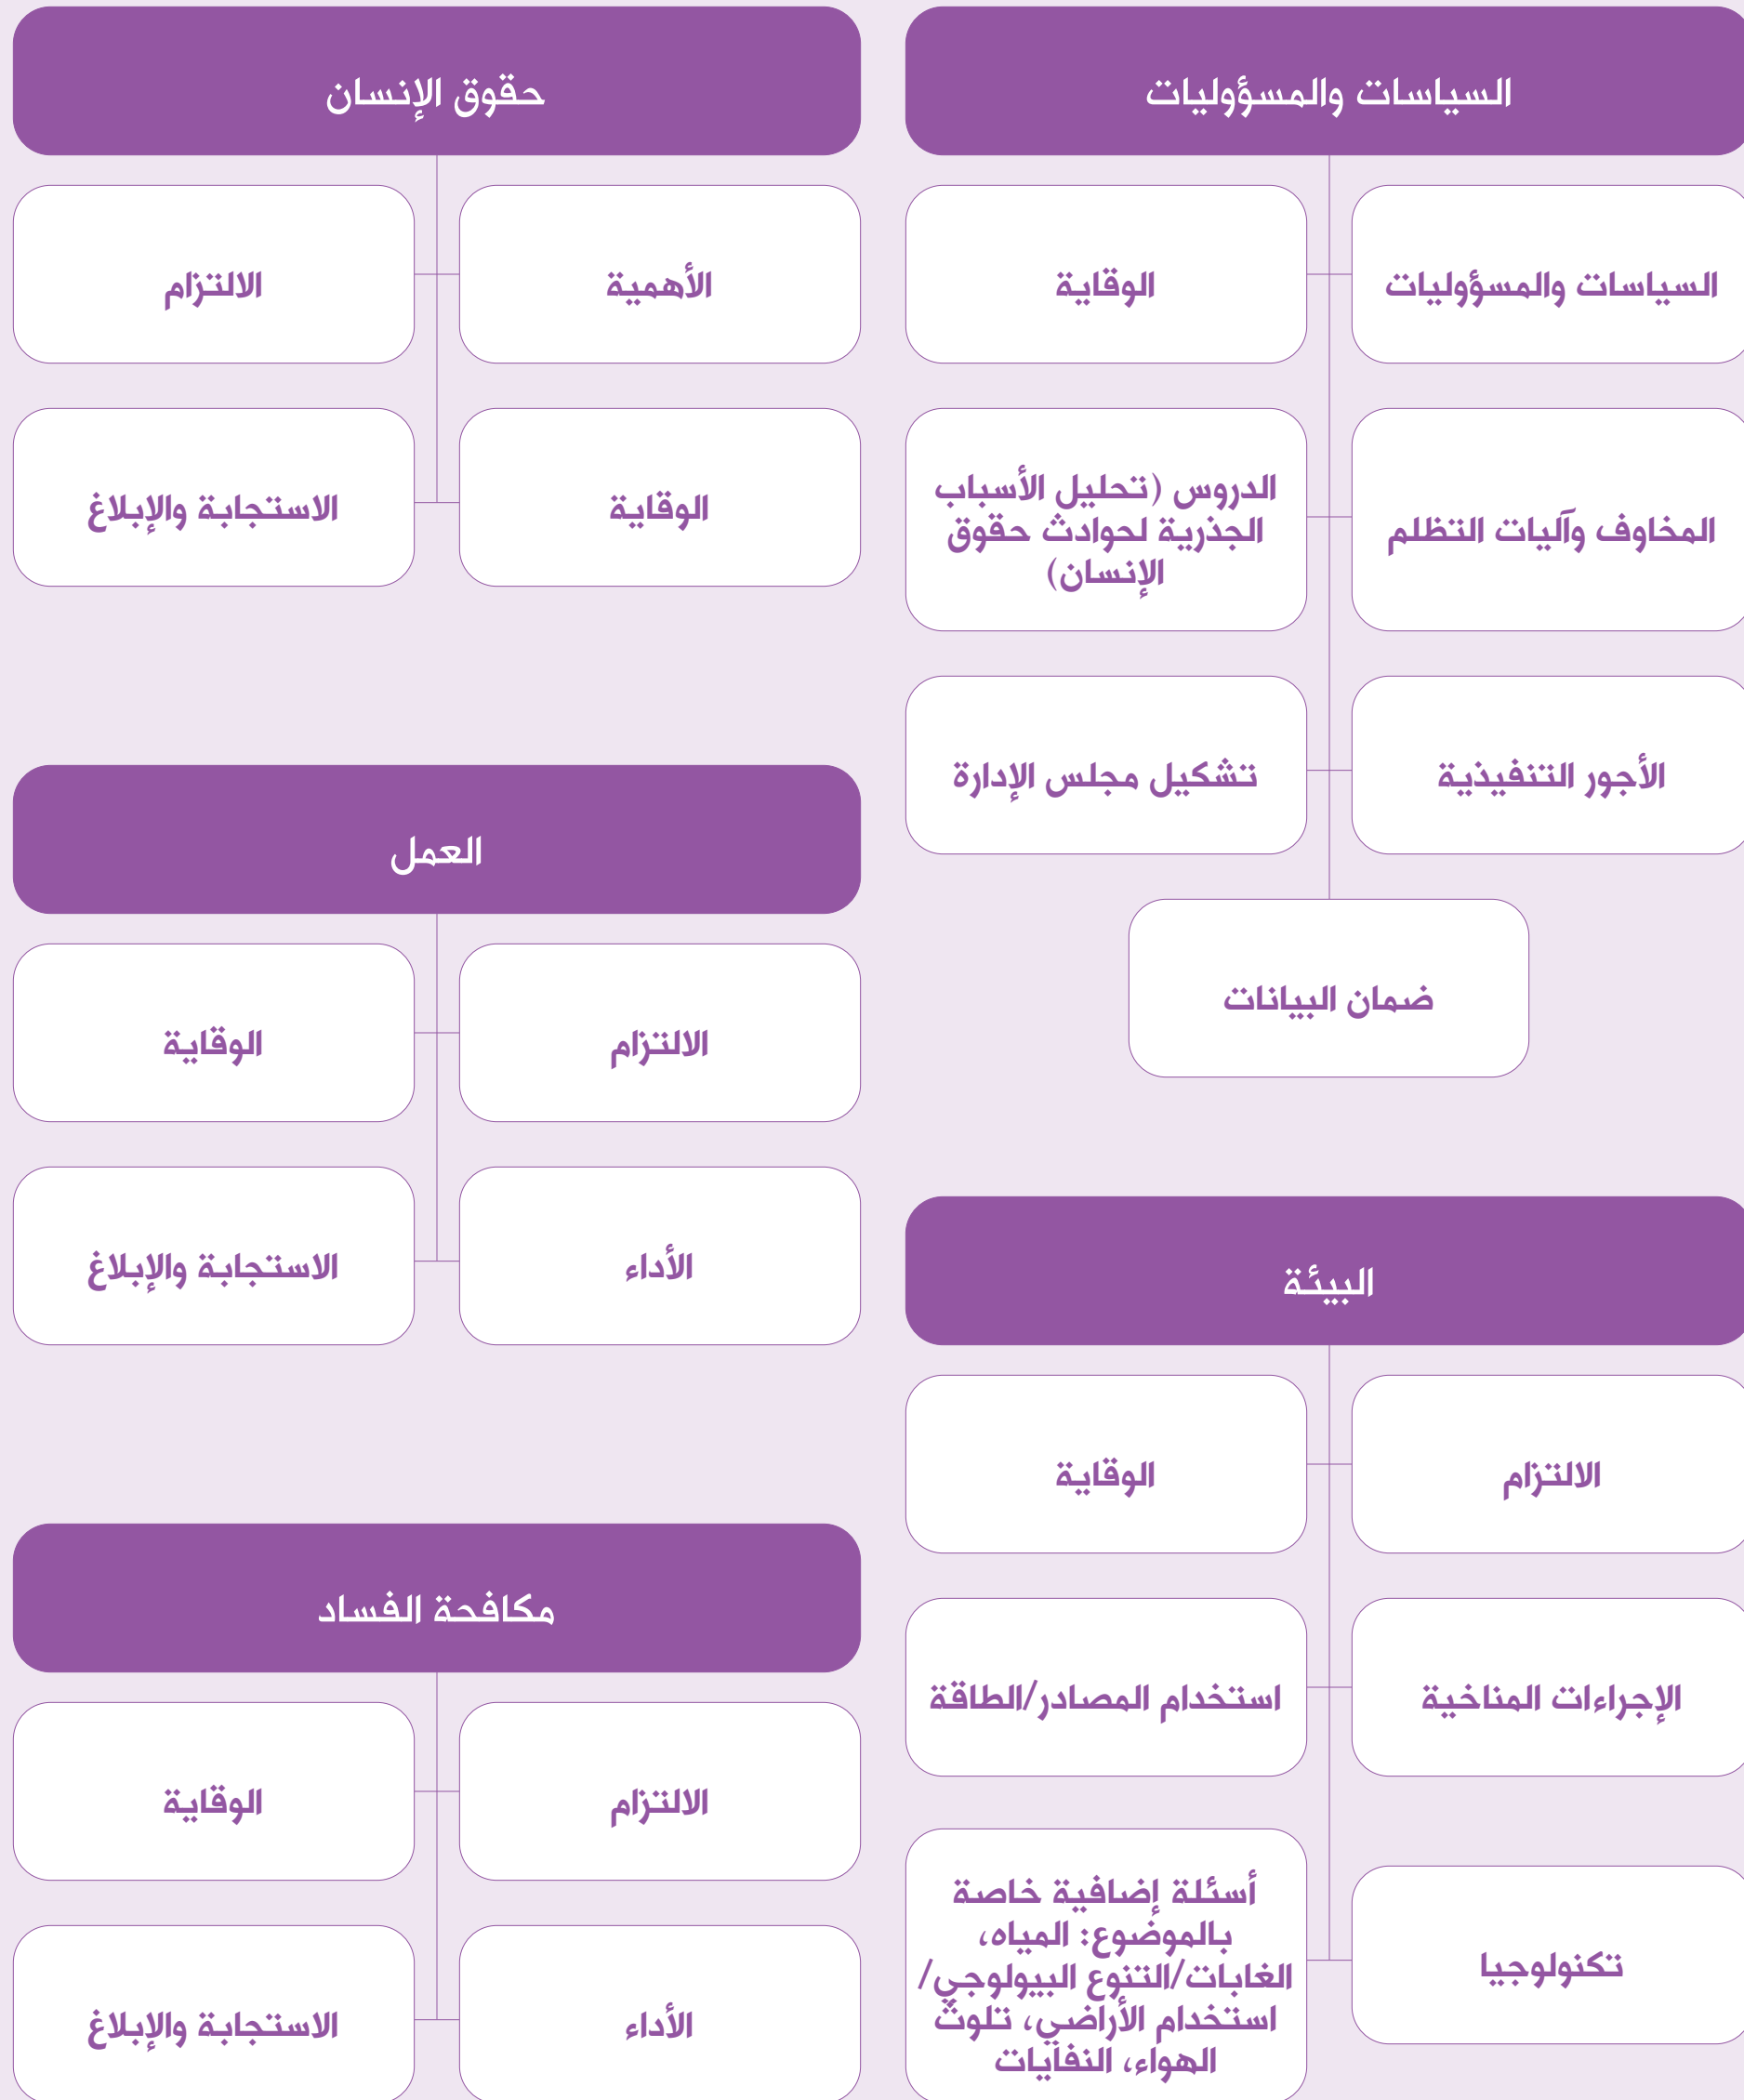 السياسات والمسؤوليات
السياسات والمسؤوليات
الوقاية
المخاوف وآليات التظلم
الدروس (تحليل الأسباب
الجذرية لحوادث حقوق
الإنسان)
الأجور التنفيذية
تشكيل مجلس الإدارة
ضمان البيانات
حقوق الإنسان
الأهمية
الالتزام
الوقاية
الاستجابة والإبلاغ
العمل
الالتزام
الوقاية
الأداء
الاستجابة والإبلاغ
البيئة
الالتزام
الوقاية
الإجراءات المناخية
استخدام المصادر/الطاقة
تكنولوجيا
أسئلة إضافية خاصة
بالموضوع: المياه،
الغابات/التنوع البيولوجي/
استخدام الأراضي، تلوث
الهواء، النفايات
مكافحة الفساد
الالتزام
الوقاية
الأداء
الاستجابة والإبلاغ